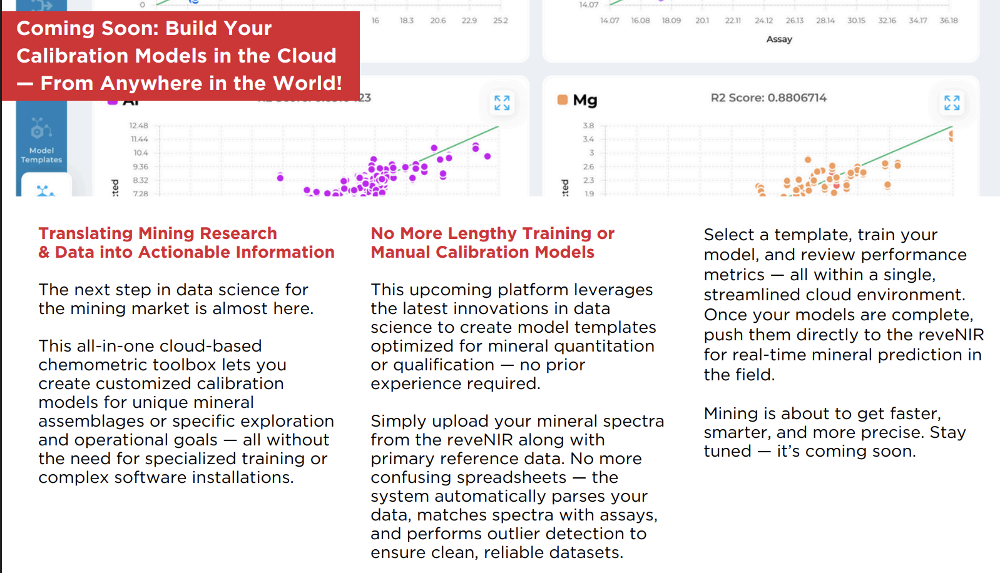 0
16 18.3 20.6 22.9 25.2
14.07
14.07 16.08 18.09 20.1 22.11 24.12 26.13 28.14 30.15 32.16 34.17 36.18
Assay
Coming Soon: Build Your
Calibration Models in the Cloud
— From Anywhere in the World!
Model
Templates
12.48
11.44
10.4
9.36
8.32
7.28
Mg
R2 Score: 0.8806714
3.8
3.4
3
2.6
2.3
1.9
Translating Mining Research
& Data into Actionable Information
The next step in data science for
the mining market is almost here.
This all-in-one cloud-based
chemometric toolbox lets you
create customized calibration
models for unique mineral
assemblages or specific exploration
and operational goals — all without
the need for specialized training or
complex software installations.
No More Lengthy Training or
Manual Calibration Models
This upcoming platform leverages
the latest innovations in data
science to create model templates
optimized for mineral quantitation
or qualification — no prior
experience required.
Simply upload your mineral spectra
from the reveNIR along with
primary reference data. No more
confusing spreadsheets — the
system automatically parses your
data, matches spectra with assays,
and performs outlier detection to
ensure clean, reliable datasets.
Select a template, train your
model, and review performance
metrics — all within a single,
streamlined cloud environment.
Once your models are complete,
push them directly to the reveNIR
for real-time mineral prediction in
the field.
Mining is about to get faster,
smarter, and more precise. Stay
tuned — it's coming soon.